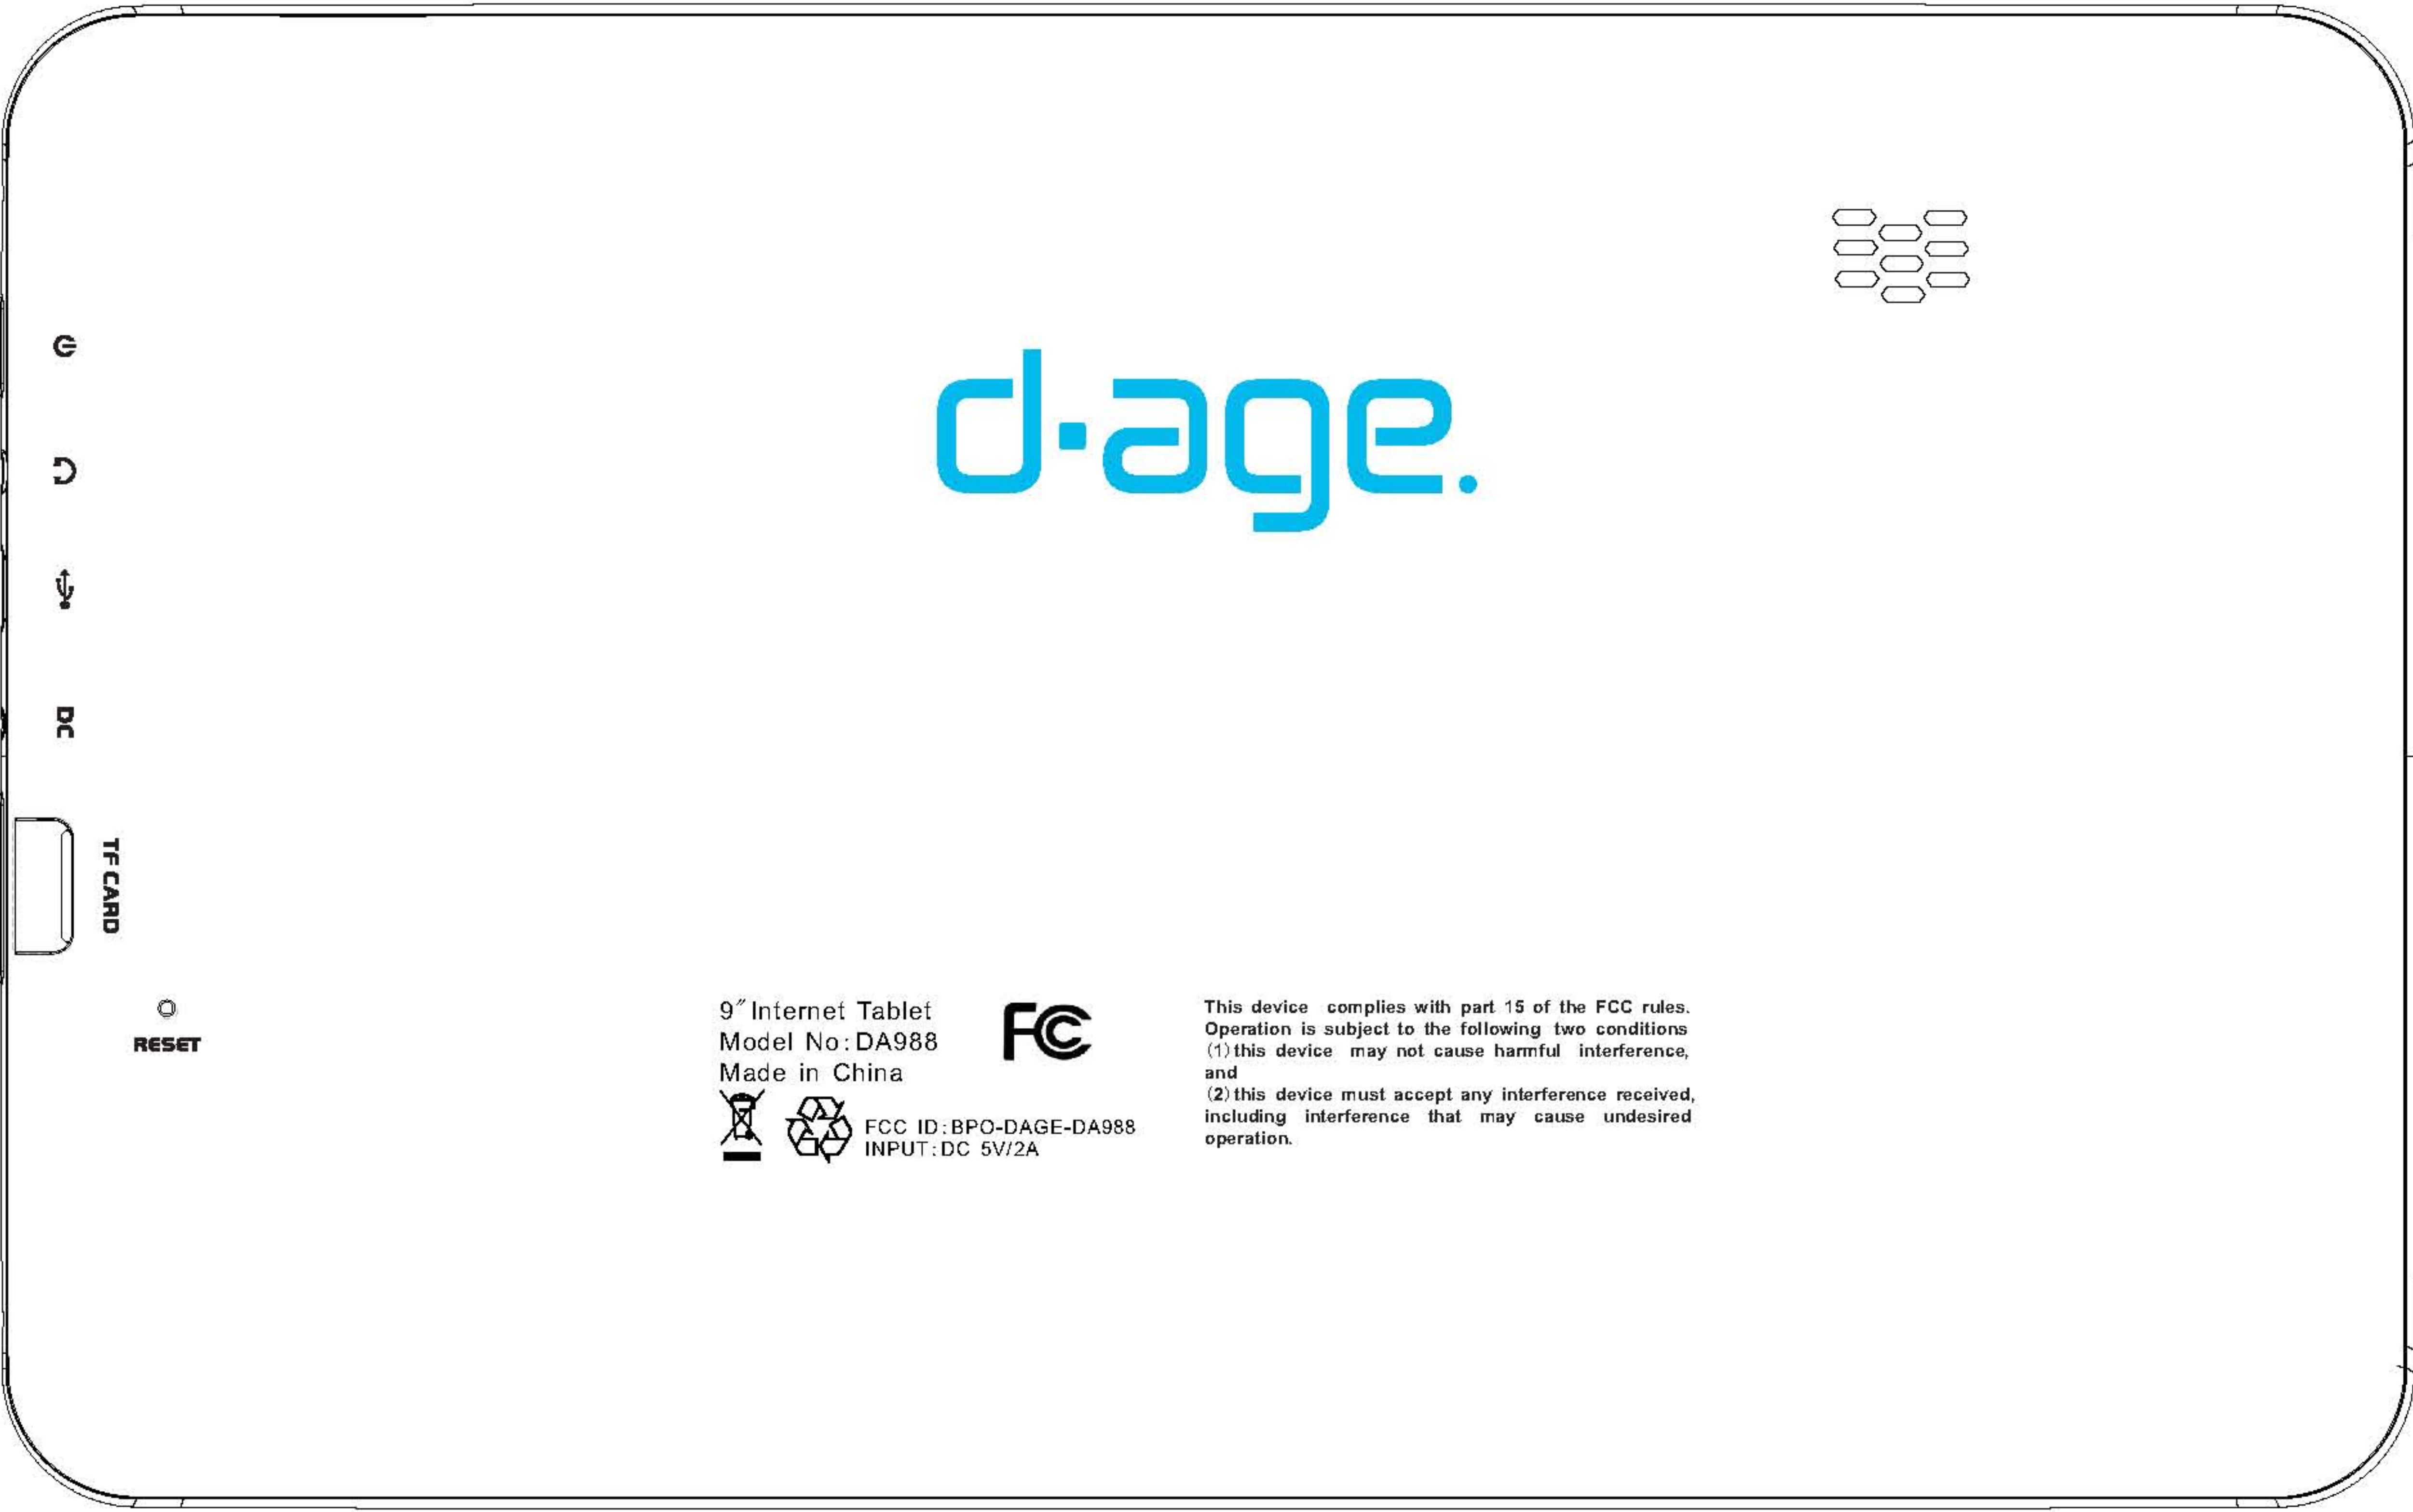 d·age.
DC
TF CARD
RESET
9″Internet Tablet
Model No:DA988
Made in China
FC
FCC ID:BPO-DAGE-DA988
INPUT:DC 5V/2A
This device complies with part 15 of the FCC rules.
Operation is subject to the following two conditions
(1)this device may not cause harmful interference,
and
(2)this device must accept any interference received,
including interference that may cause undesired
operation.